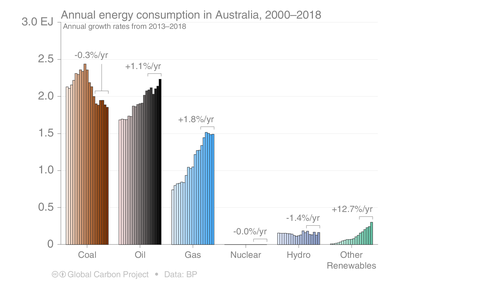 Annual energy consumption in Australia, 2000–2018
Annual growth rates from 2013–2018
3.0 EJ
2.5
2.0
1.5
1.0
0.5
0
-0.3%/yr
+1.1%/yr
+1.8%/yr
-0.0%/yr
-1.4%/yr
+12.7%/yr
Coal
Oil
Gas
Nuclear
Hydro
Other
Renewables
Global Carbon Project • Data: BP